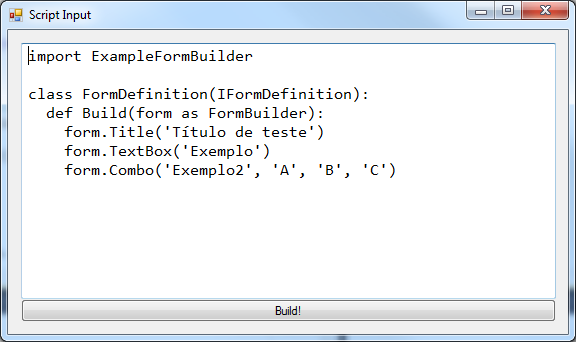 Script Input
import ExampleFormBuilder
class FormDefinition(IFormDefinition):
def Build(form as FormBuilder):
form.Title('Título de teste')
form.TextBox('Exemplo')
form.Combo('Exemplo2', 'A', 'B', 'C')
Build!